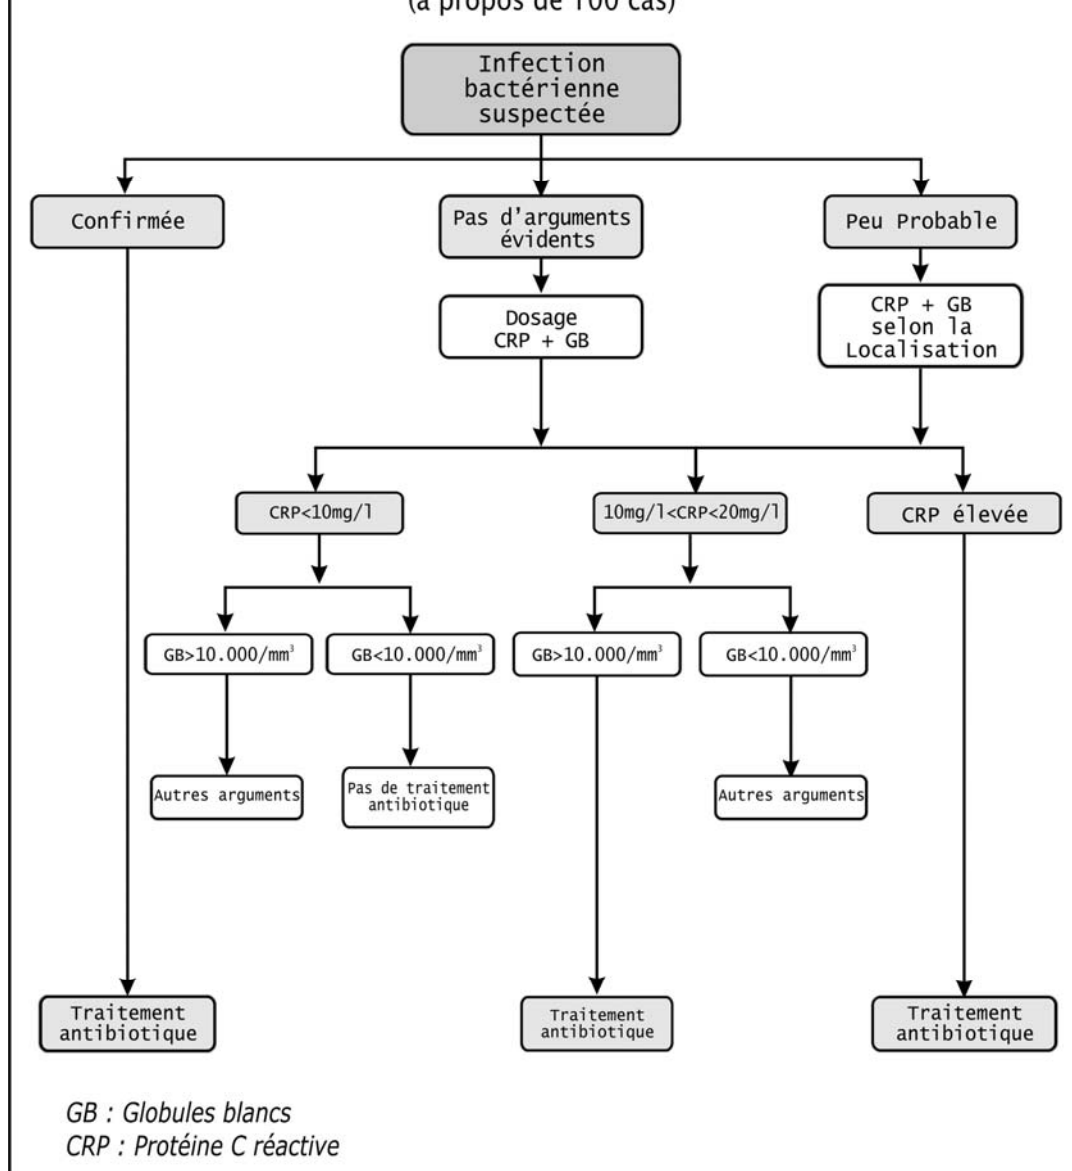 (à propos de 100 cas)
Infection
bactérienne
suspectée
Confirmée
Pas d'arguments
évidents
Peu Probable
Dosage
CRP + GB
CRP + GB
selon la
Localisation
CRP<10mg/l
10mg/l<CRP<20mg/l
CRP élevée
GB>10.000/mm³
GB<10.000/mm³
GB>10.000/mm³
GB<10.000/mm³
Autres arguments
Pas de traitement
antibiotique
Autres arguments
Traitement
antibiotique
Traitement
antibiotique
Traitement
antibiotique
GB : Globules blancs
CRP : Protéine C réactive